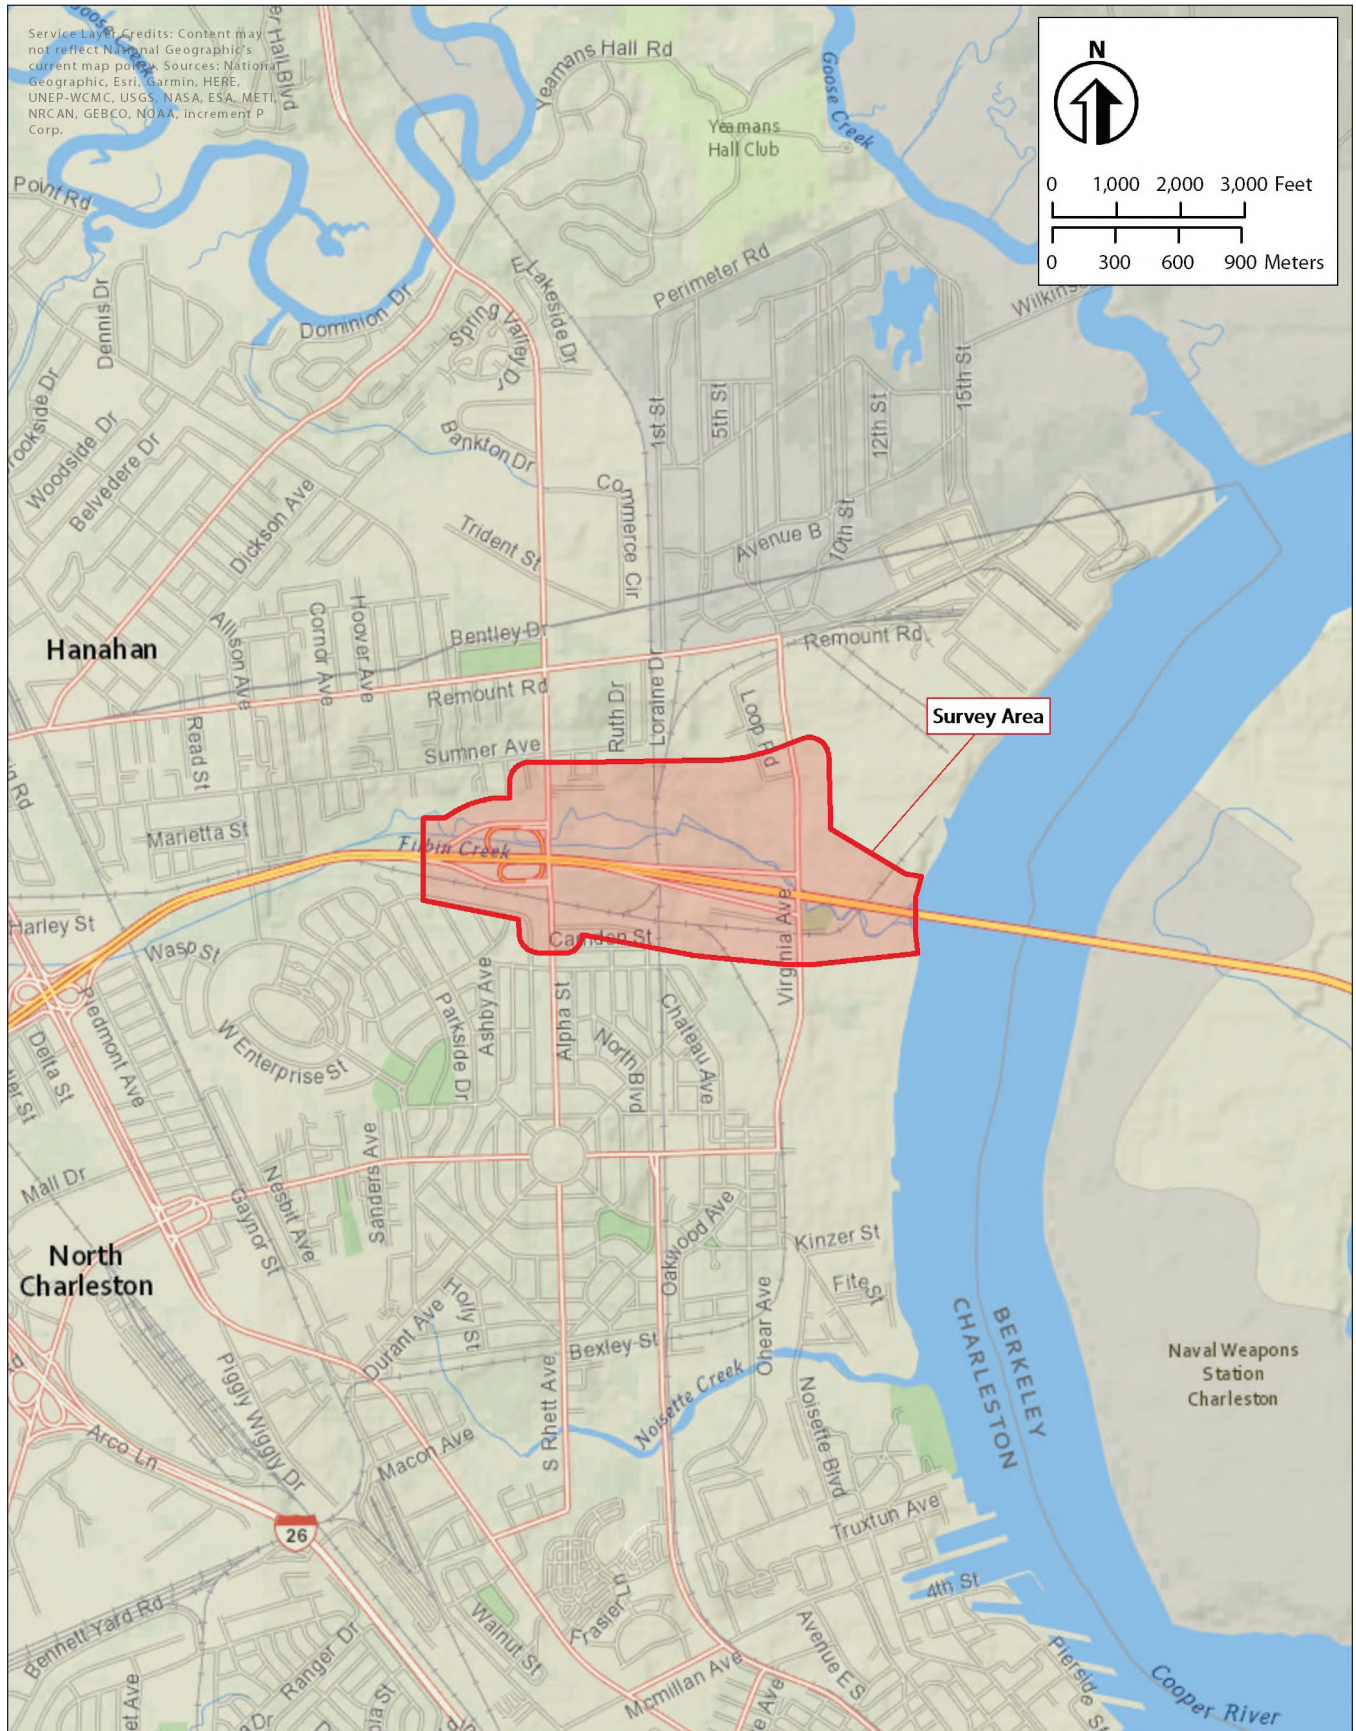 Service Layer Credits: Content may
not reflect National Geographic's
current map policy. Sources: National
Geographic, Esri, Garmin, HERE,
UNEP-WCMC, USGS, NASA, ESA, METI,
NRCAN, GEBCO, NOAA, increment P
Corp.
Goose Creek
Hall Blvd
Yeamans Hall Rd
Goose Creek
Yeamans
Hall Club
N
0 1,000 2,000 3,000 Feet
0 300 600 900 Meters
Point Rd
E Lakeside Dr
Perimeter Rd
Dennis Dr
Dominion Dr
Spring Valley Dr
15th St
Woodside Dr
Belvedere Dr
1st St
5th St
12th St
Bankton Dr
Dickson Ave
Commerce Cir
Trident St
Avenue B
10th St
Hanahan
Allison Ave
Cornor Ave
Hoover Ave
Bentley Dr
Remount Rd
Remount Rd
Ruth Dr
Loraine Dr
Loop Rd
Survey Area
Read St
Sumner Ave
Marietta St
Filbin Creek
Harley St
Wasp St
Camden St
Virginia Ave
Piedmont Ave
Delta St
W Enterprise St
Parkside Dr
Ashby Ave
Alpha St
North Blvd
Chateau Ave
Mall Dr
Nesbit Ave
Gaynor St
Sanders Ave
Oakwood Ave
Kinzer St
Fite St
North
Charleston
Holly St
Durant Ave
Bexley St
Ohear Ave
BERKELEY
CHARLESTON
Naval Weapons
Station
Charleston
Piggly Wiggly Dr
S Rhett Ave
Noisette Creek
Noisette Blvd
Arco Ln
Macon Ave
Truxtun Ave
26
4th St
Bennett Yard Rd
Ranger Dr
Walnut St
Frasier Ln
Avenue E S
Mcmillan Ave
Pierside St
Cooper River